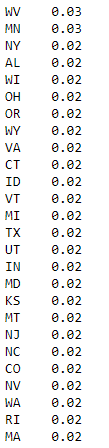 WV 0.03
MN 0.03
NY 0.02
AL 0.02
WI 0.02
OH 0.02
OR 0.02
WY 0.02
VA 0.02
CT 0.02
ID 0.02
VT 0.02
MI 0.02
TX 0.02
UT 0.02
IN 0.02
MD 0.02
KS 0.02
MT 0.02
NJ 0.02
NC 0.02
CO 0.02
NV 0.02
WA 0.02
RI 0.02
MA 0.02